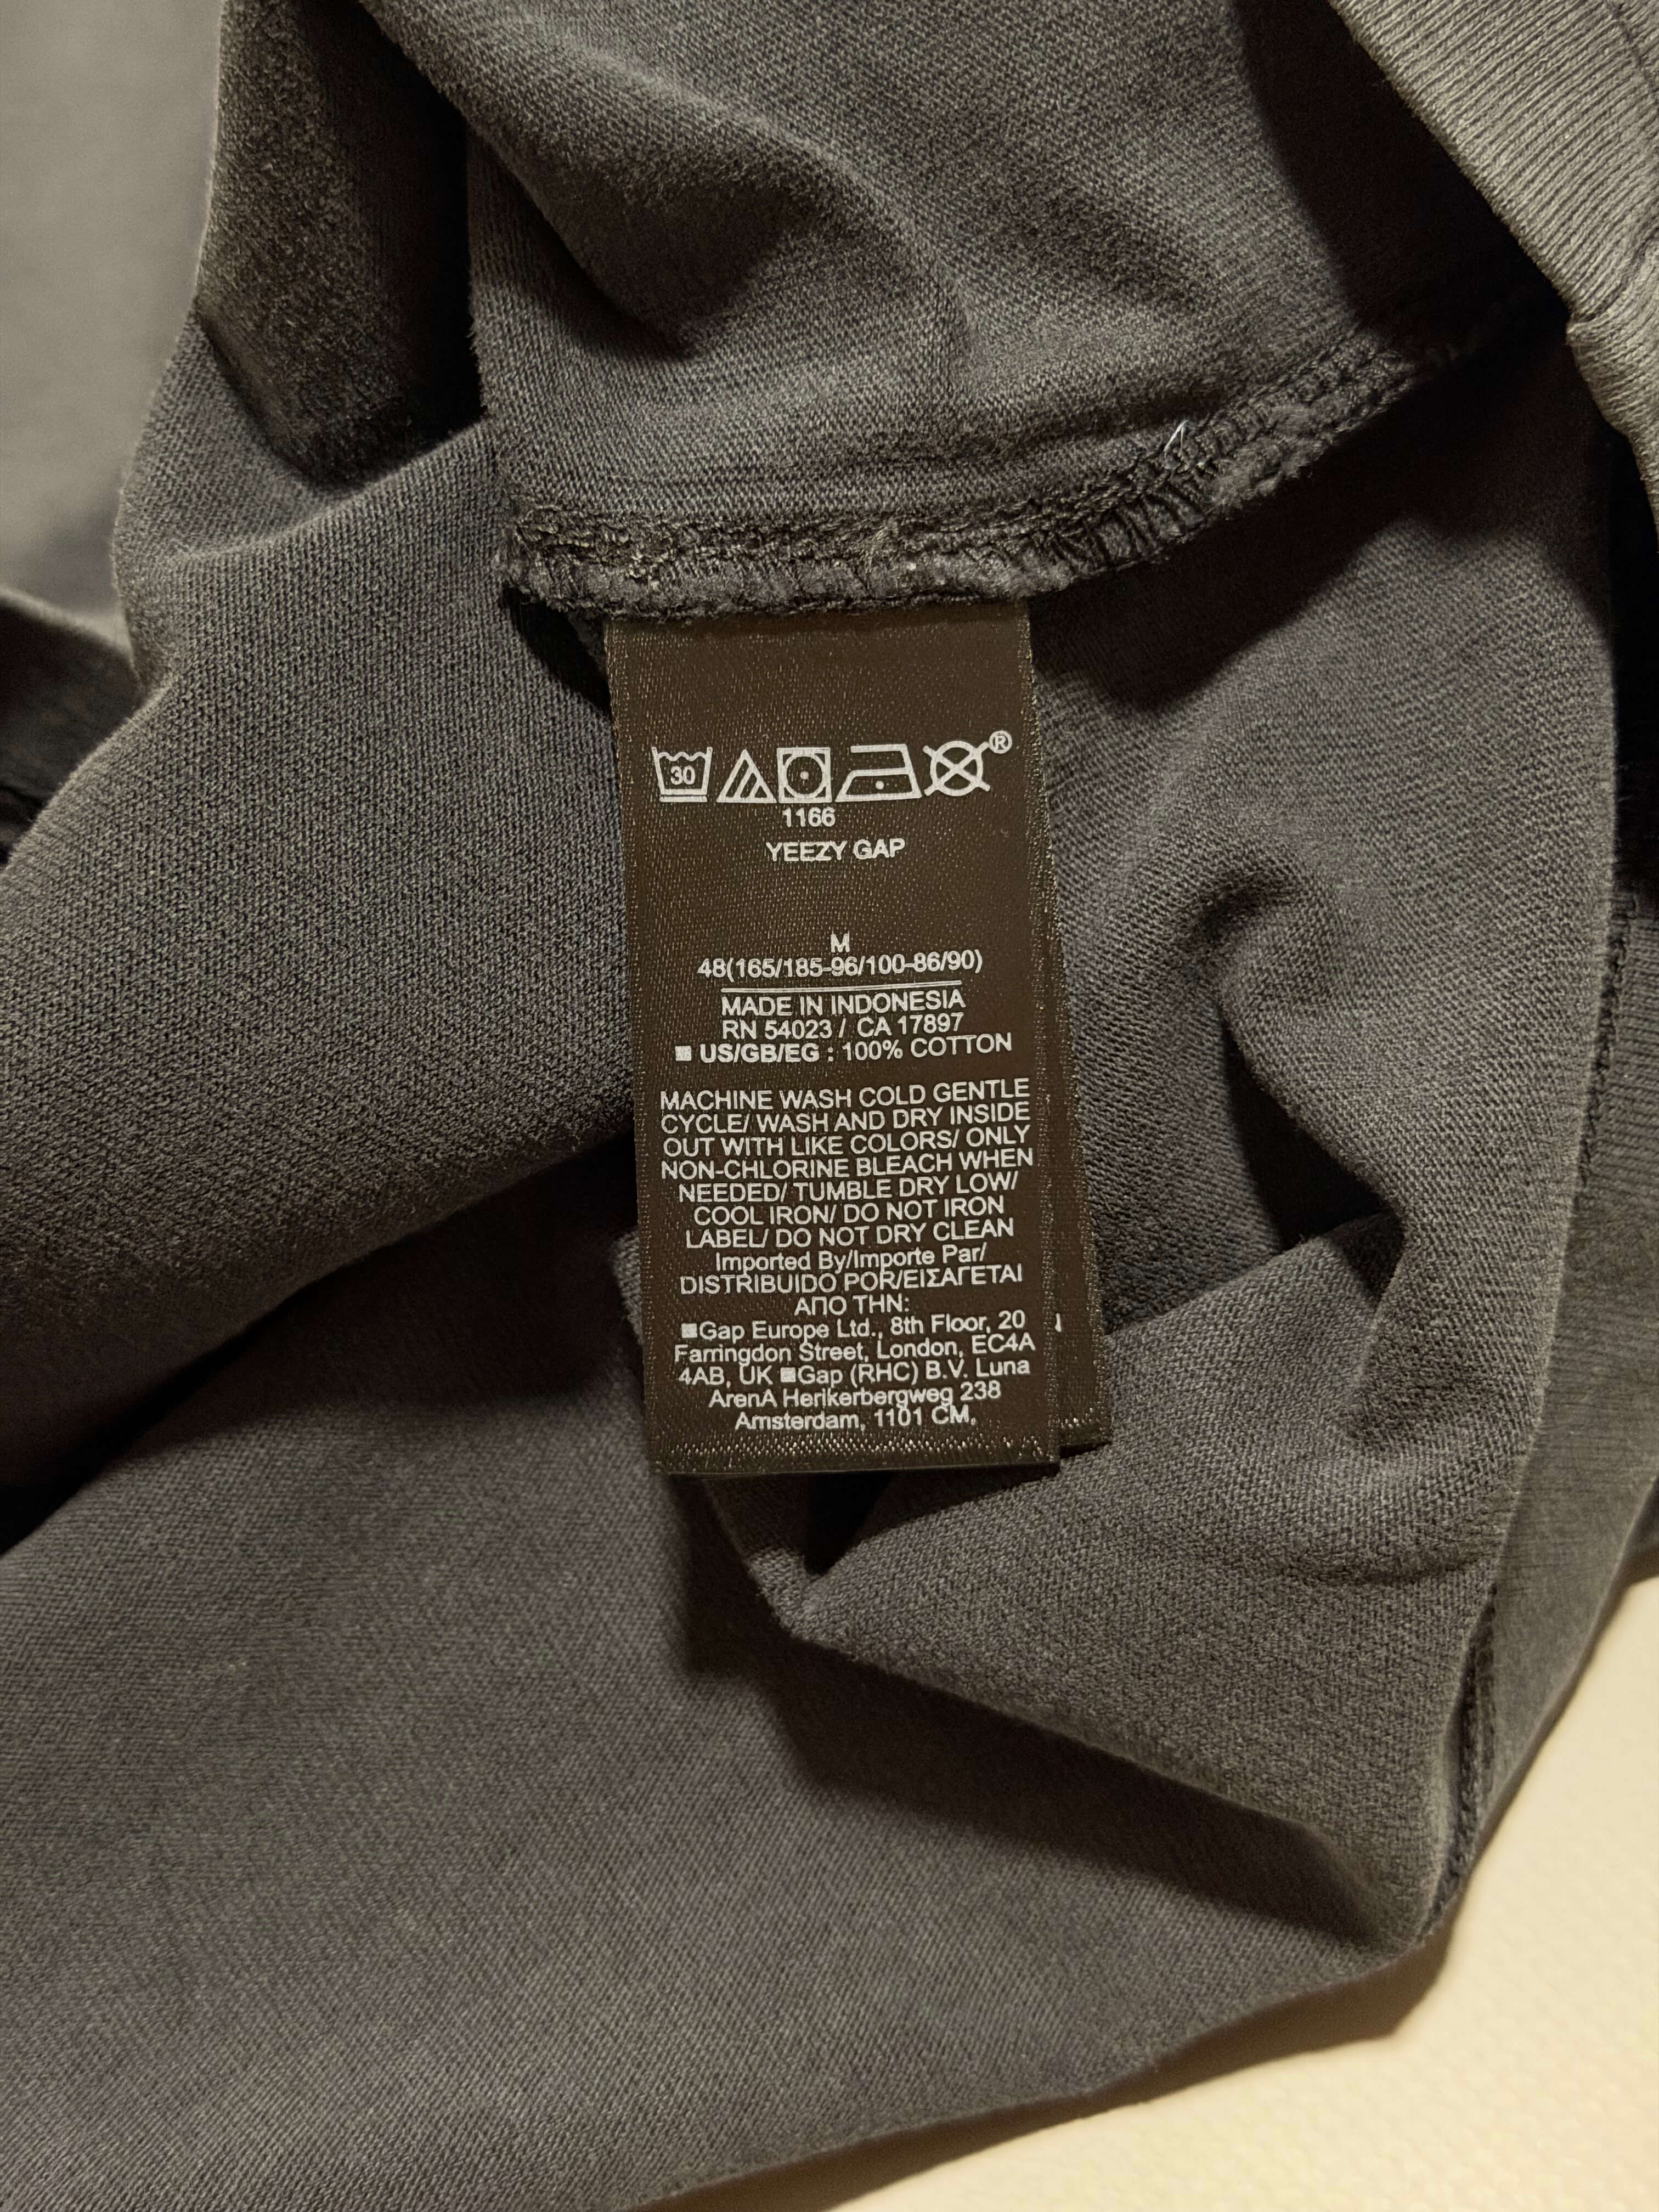 30
®
1166
YEEZY GAP
M
48(165/185-96/100-86/90)
MADE IN INDONESIA
RN 54023 / CA 17897
■ US/GB/EG : 100% COTTON
MACHINE WASH COLD GENTLE
CYCLE/ WASH AND DRY INSIDE
OUT WITH LIKE COLORS/ ONLY
NON-CHLORINE BLEACH WHEN
NEEDED/ TUMBLE DRY LOW/
COOL IRON/ DO NOT IRON
LABEL/ DO NOT DRY CLEAN
Imported By/Importe Par/
DISTRIBUIDO POR/ΕΙΣΑΓΕΤΑΙ
ΑΠΟ ΤΗΝ:
■Gap Europe Ltd., 8th Floor, 20
Farringdon Street, London, EC4A
4AB, UK ■Gap (RHC) B.V. Luna
ArenA Herikerbergweg 238
Amsterdam, 1101 CM.